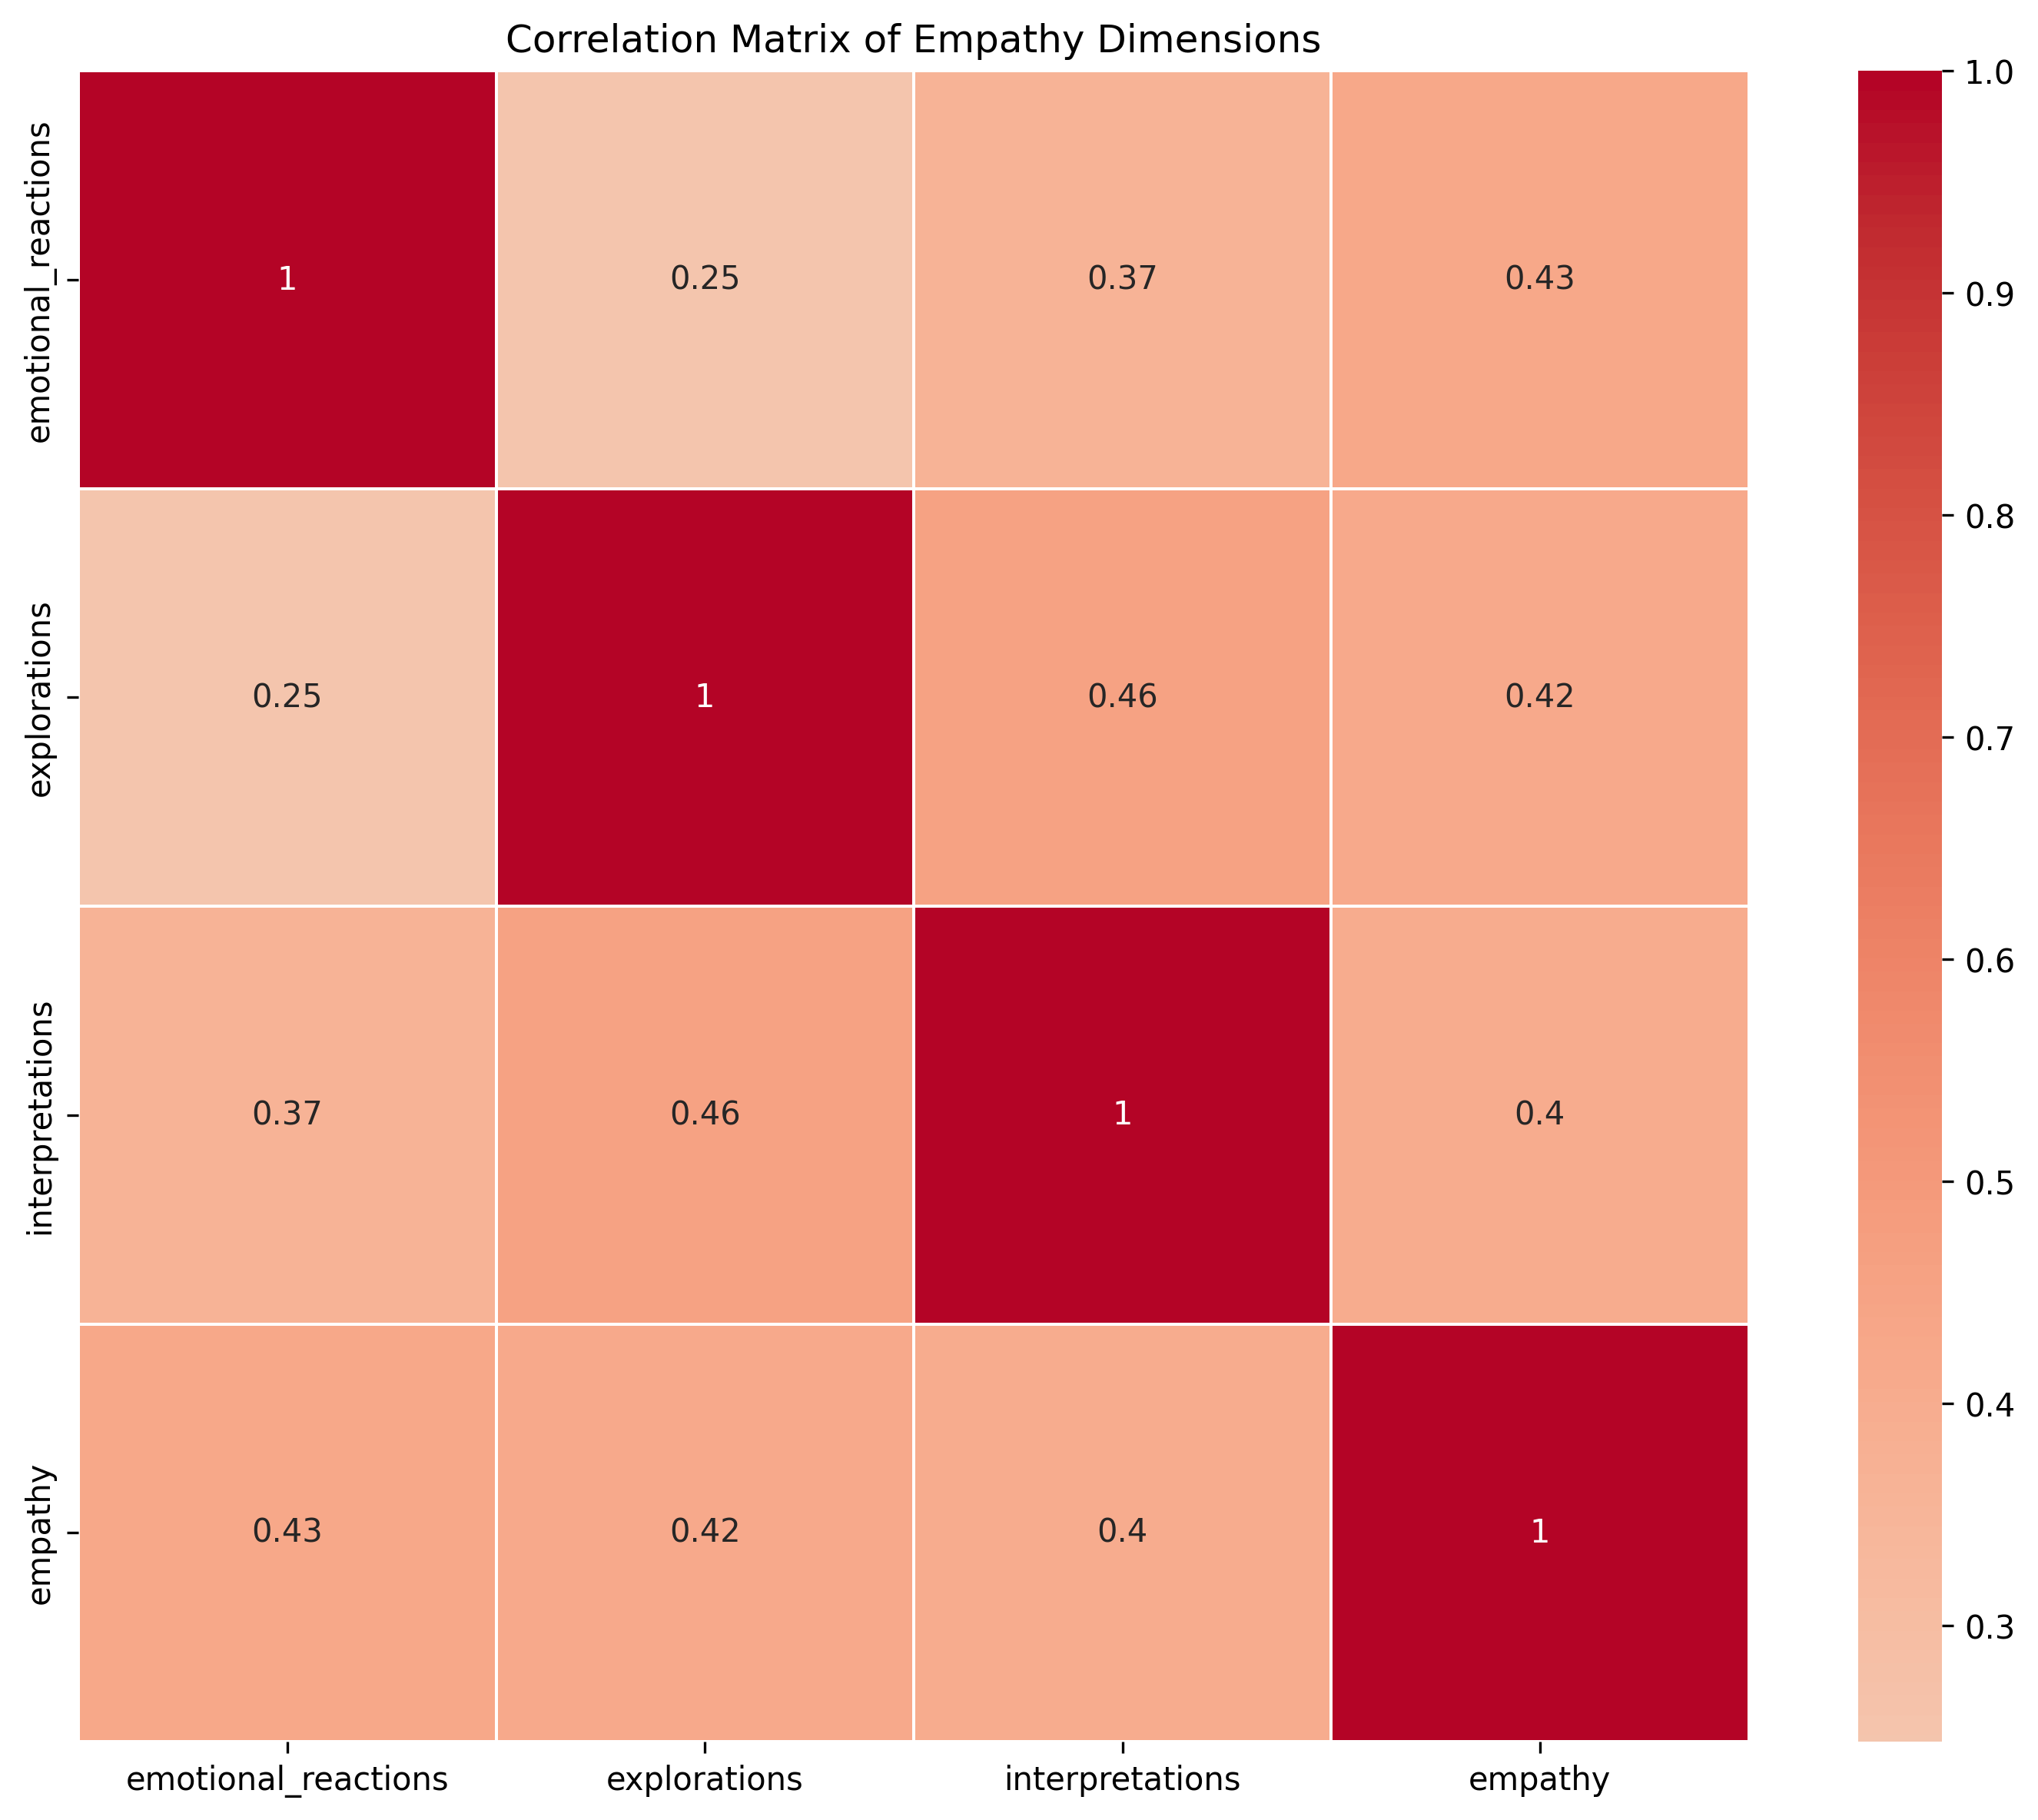 Correlation Matrix of Empathy Dimensions
emotional_reactions
1
0.25
0.37
0.43
explorations
0.25
1
0.46
0.42
interpretations
0.37
0.46
1
0.4
empathy
0.43
0.42
0.4
1
emotional_reactions
explorations
interpretations
empathy
1.0
0.9
0.8
0.7
0.6
0.5
0.4
0.3